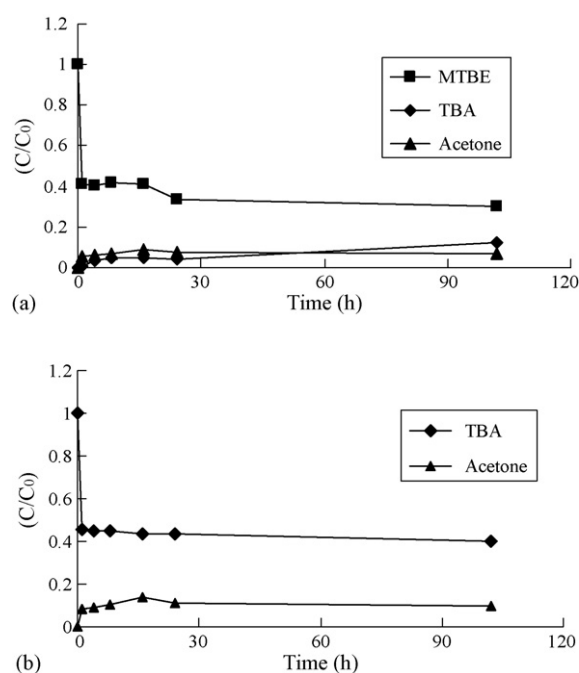 1.2
1
0.8
0.6
0.4
0.2
0
(C/C0)
MTBE
TBA
Acetone
0 30 60 90 120
Time (h)
(a)
1.2
1
0.8
0.6
0.4
0.2
0
(C/C0)
TBA
Acetone
0 30 60 90 120
Time (h)
(b)